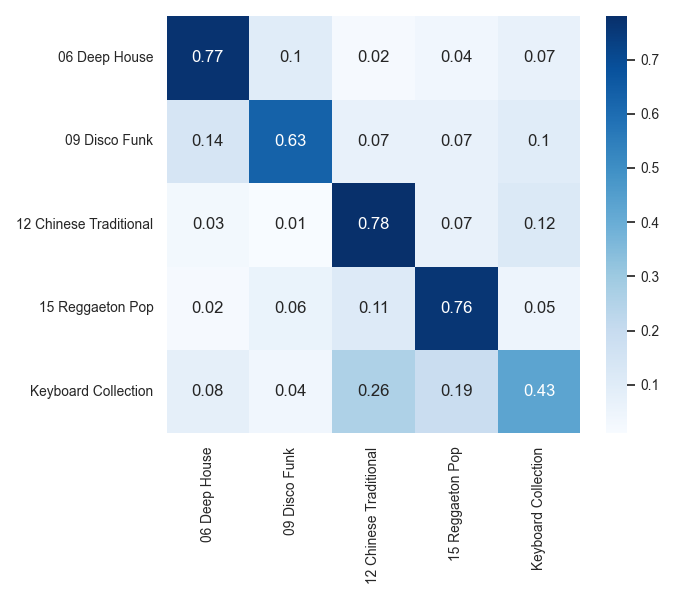 06 Deep House 0.77 0.1 0.02 0.04 0.07
09 Disco Funk 0.14 0.63 0.07 0.07 0.1
12 Chinese Traditional 0.03 0.01 0.78 0.07 0.12
15 Reggaeton Pop 0.02 0.06 0.11 0.76 0.05
Keyboard Collection 0.08 0.04 0.26 0.19 0.43
06 Deep House
09 Disco Funk
12 Chinese Traditional
15 Reggaeton Pop
Keyboard Collection
0.7
0.6
0.5
0.4
0.3
0.2
0.1